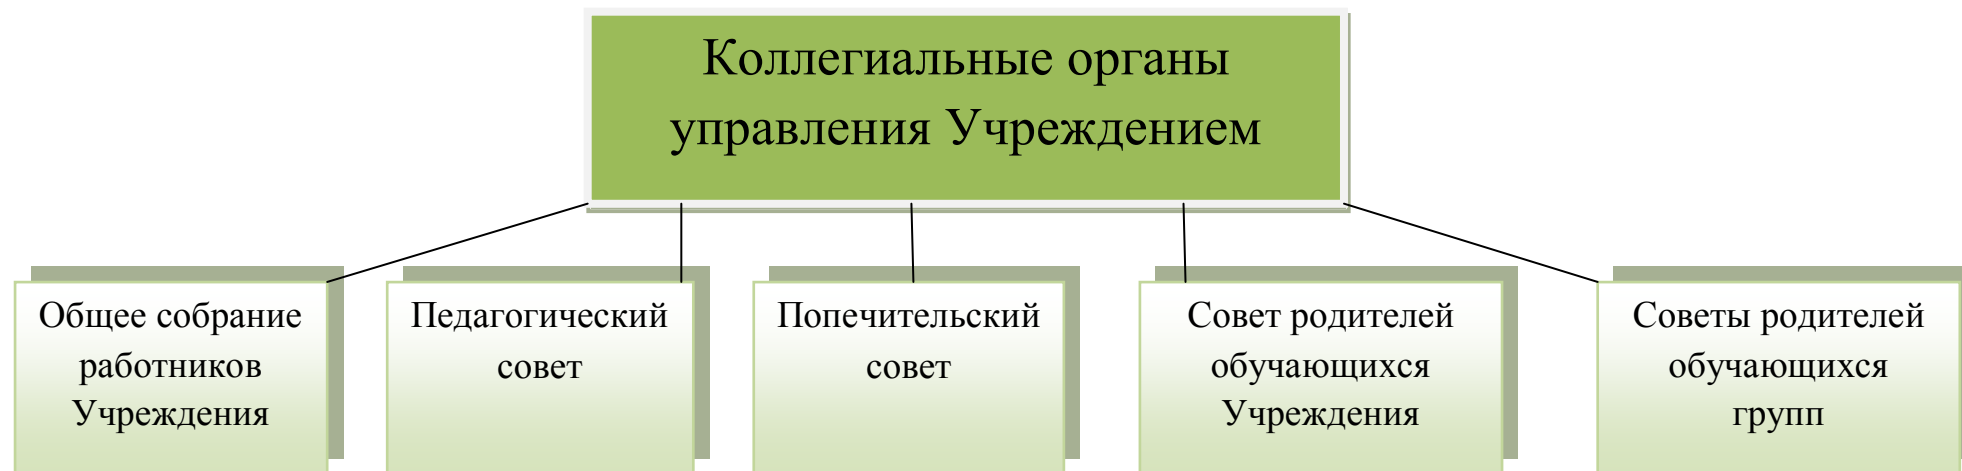 Коллегиальные органы
управления Учреждением
Общее собрание
работников
Учреждения
Педагогический
совет
Попечительский
совет
Совет родителей
обучающихся
Учреждения
Советы родителей
обучающихся
групп